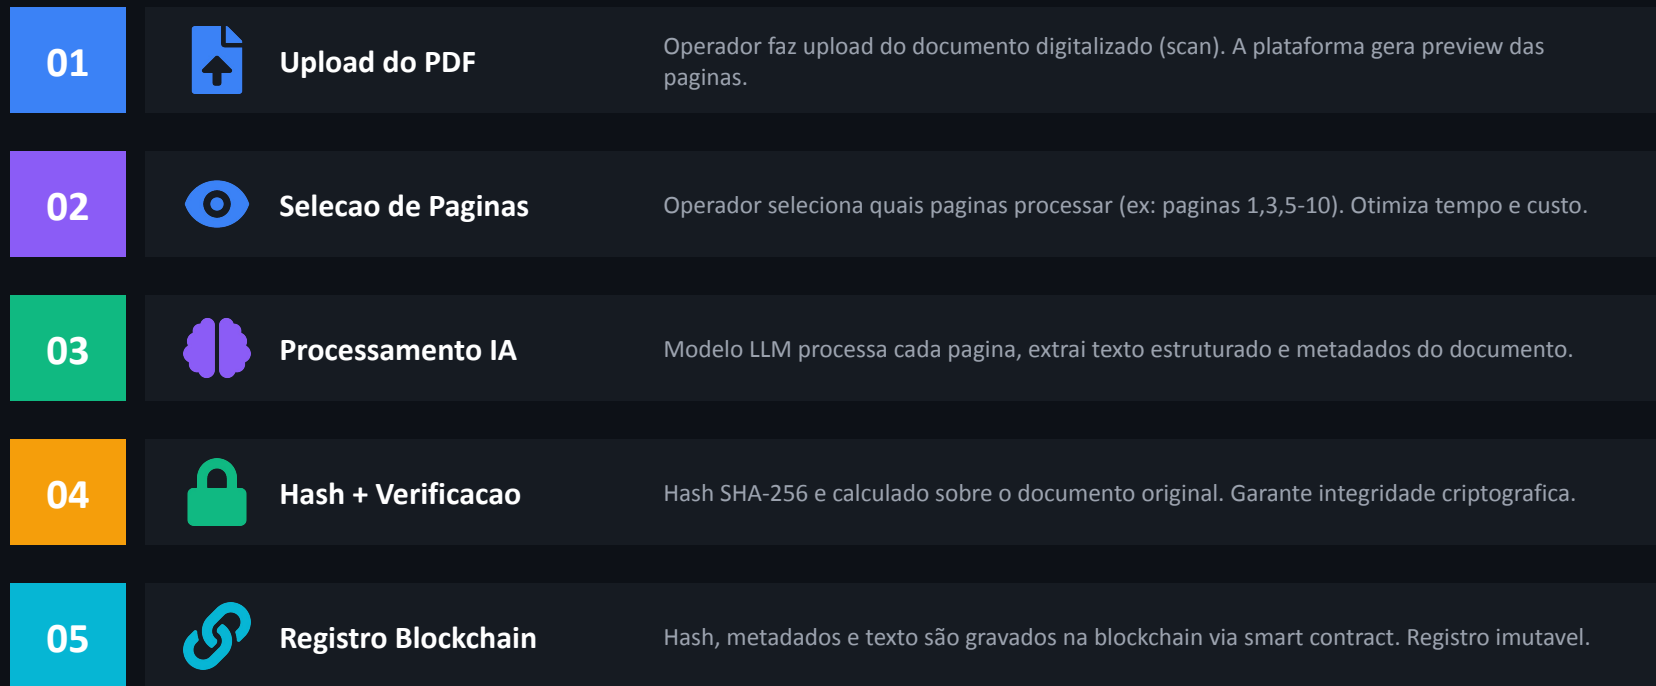 01
Upload do PDF
Operador faz upload do documento digitalizado (scan). A plataforma gera preview das
paginas.
02
Selecao de Paginas
Operador seleciona quais paginas processar (ex: paginas 1,3,5-10). Otimiza tempo e custo.
03
Processamento IA
Modelo LLM processa cada pagina, extrai texto estruturado e metadados do documento.
04
Hash + Verificacao
Hash SHA-256 e calculado sobre o documento original. Garante integridade criptografica.
05
Registro Blockchain
Hash, metadados e texto são gravados na blockchain via smart contract. Registro imutavel.